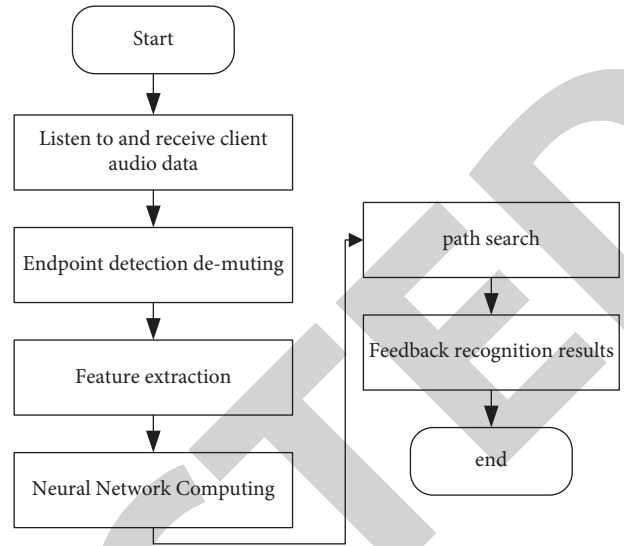 Start
Listen to and receive client
audio data
Endpoint detection de-muting
Feature extraction
Neural Network Computing
path search
Feedback recognition results
end